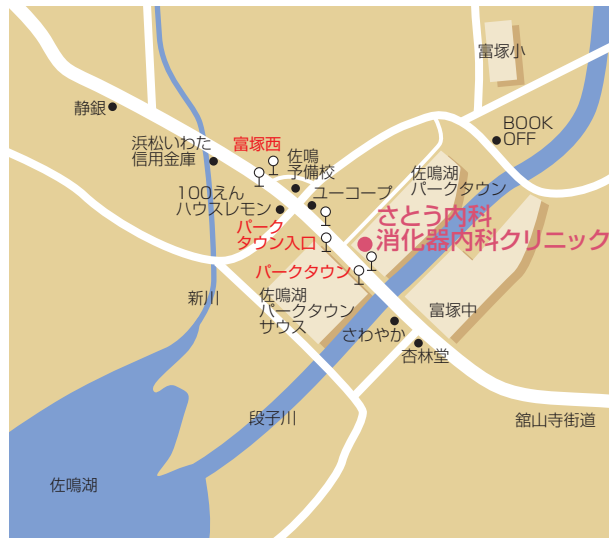 富塚小
静銀
BOOK
OFF
浜松いわた
信用金庫
富塚西
佐鳴
予備校
佐鳴湖
パークタウン
100えん
ハウスレモン
ユーコープ
さとう内科
消化器内科クリニック
パーク
タウン入口
パークタウン
新川
佐鳴湖
パークタウン
サウス
富塚中
さわやか
杏林堂
段子川
舘山寺街道
佐鳴湖